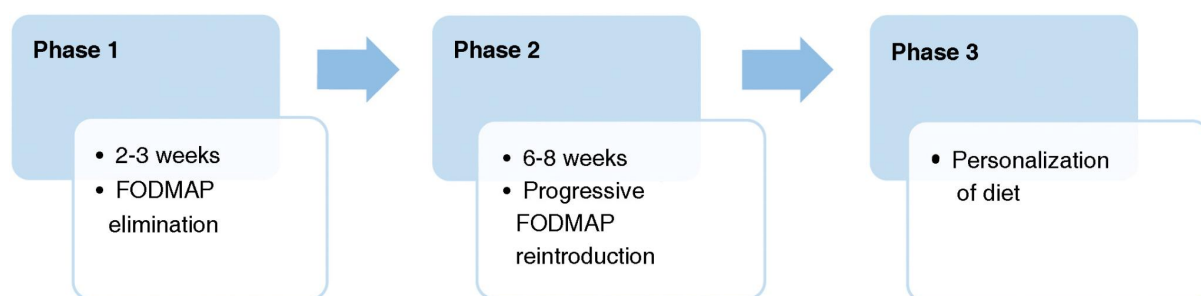 Phase 1
• 2-3 weeks
• FODMAP
elimination
Phase 2
• 6-8 weeks
• Progressive
FODMAP
reintroduction
Phase 3
• Personalization
of diet